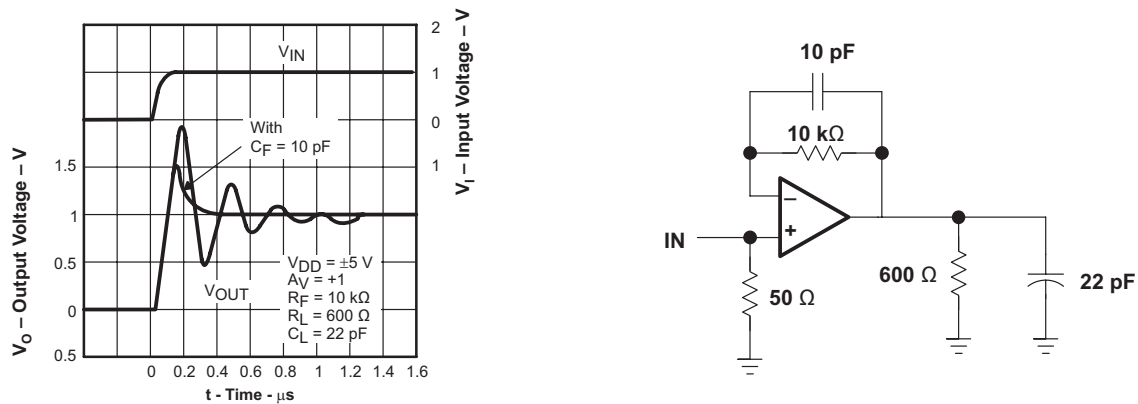 2
V_IN
1
0
With
C_F = 10 pF
1.5
1
1
0.5
V_DD = ±5 V
A_V = +1
V_OUT
R_F = 10 kΩ
0
R_L = 600 Ω
C_L = 22 pF
0.5
0 0.2 0.4 0.6 0.8 1 1.2 1.4 1.6
t - Time - μs
V_O – Output Voltage – V
V_I – Input Voltage – V
10 pF
10 kΩ
–
+
IN
50 Ω
600 Ω
22 pF